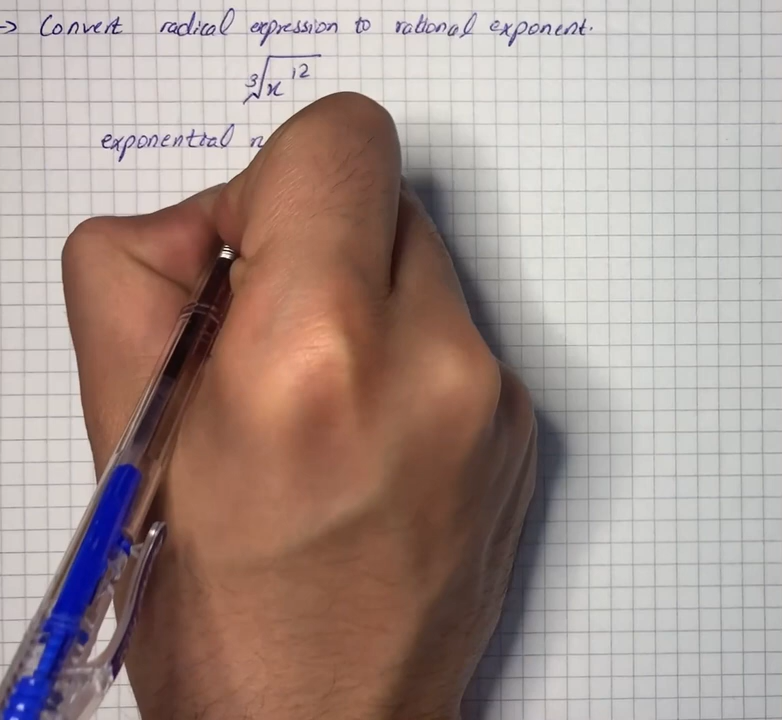 -> Convert radical expression to rational exponent.
∛x¹²
exponential